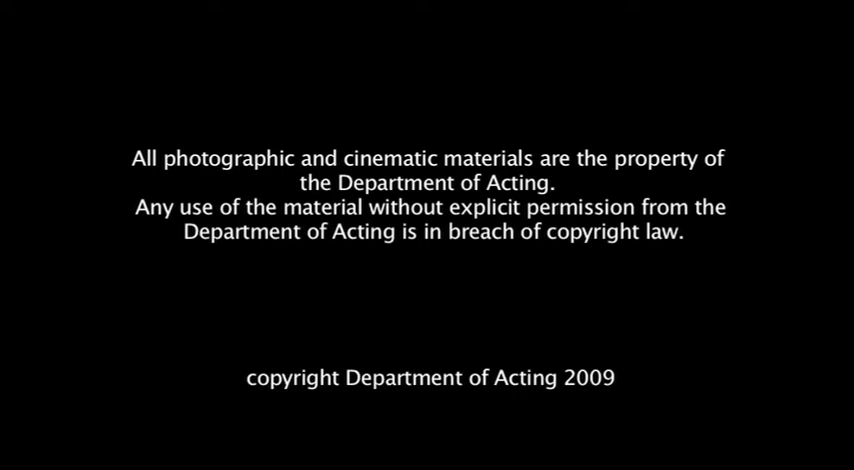 All photographic and cinematic materials are the property of
the Department of Acting.
Any use of the material without explicit permission from the
Department of Acting is in breach of copyright law.
copyright Department of Acting 2009